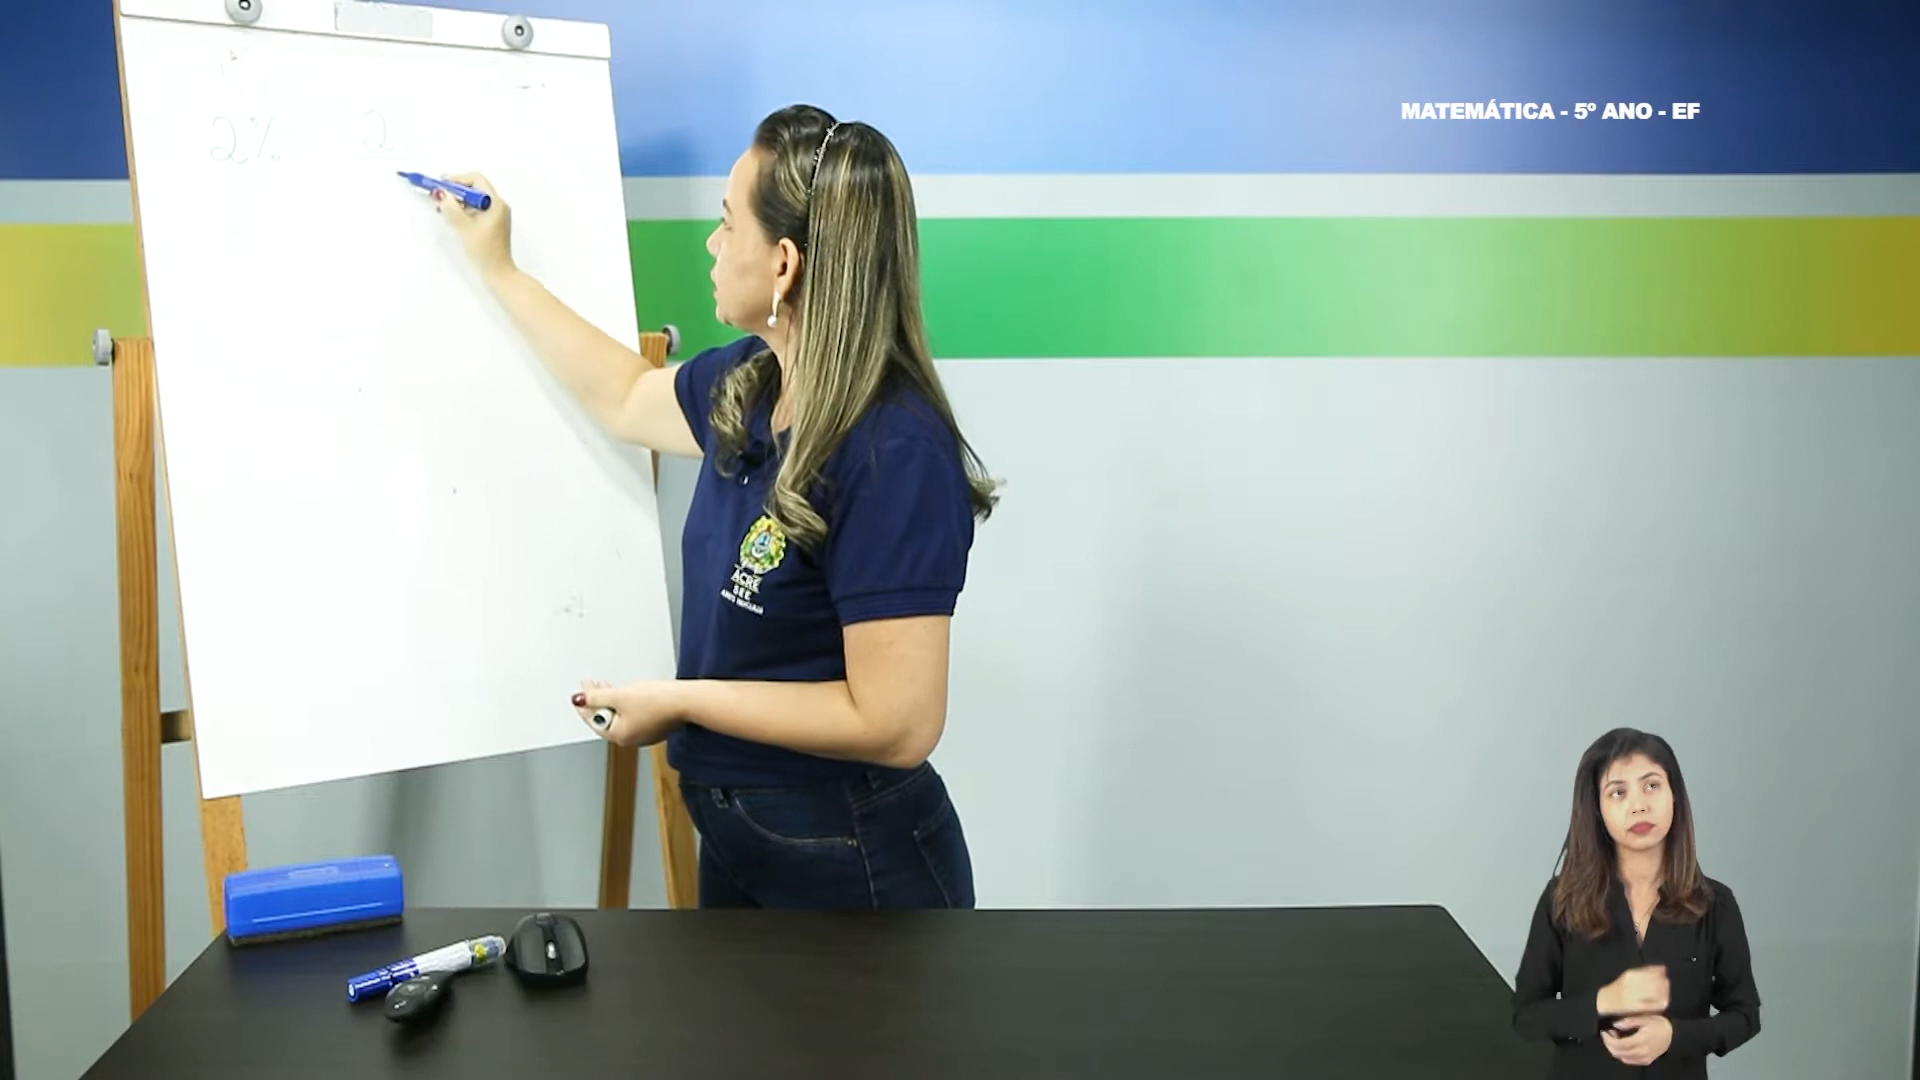 MATEMÁTICA - 5º ANO - EF
2% 2
ACRE
SEE